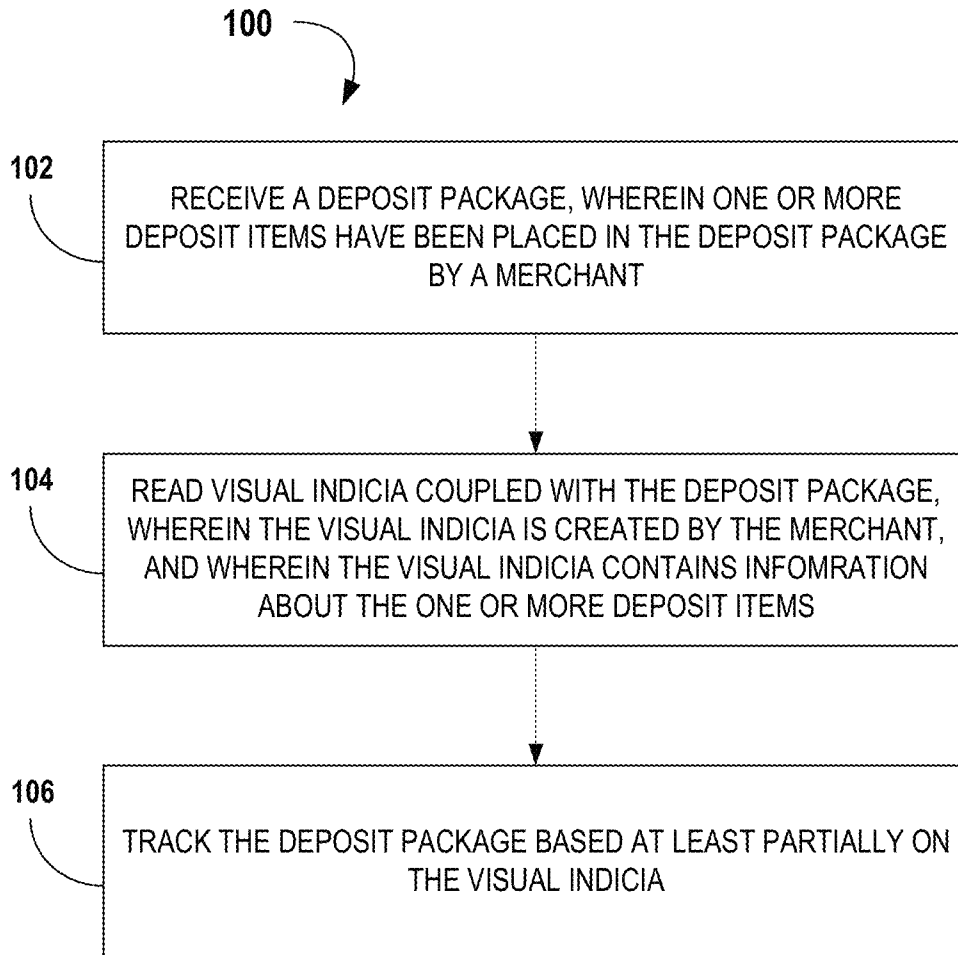 100
102
RECEIVE A DEPOSIT PACKAGE, WHEREIN ONE OR MORE
DEPOSIT ITEMS HAVE BEEN PLACED IN THE DEPOSIT PACKAGE
BY A MERCHANT
104
READ VISUAL INDICIA COUPLED WITH THE DEPOSIT PACKAGE,
WHEREIN THE VISUAL INDICIA IS CREATED BY THE MERCHANT,
AND WHEREIN THE VISUAL INDICIA CONTAINS INFOMRATION
ABOUT THE ONE OR MORE DEPOSIT ITEMS
106
TRACK THE DEPOSIT PACKAGE BASED AT LEAST PARTIALLY ON
THE VISUAL INDICIA